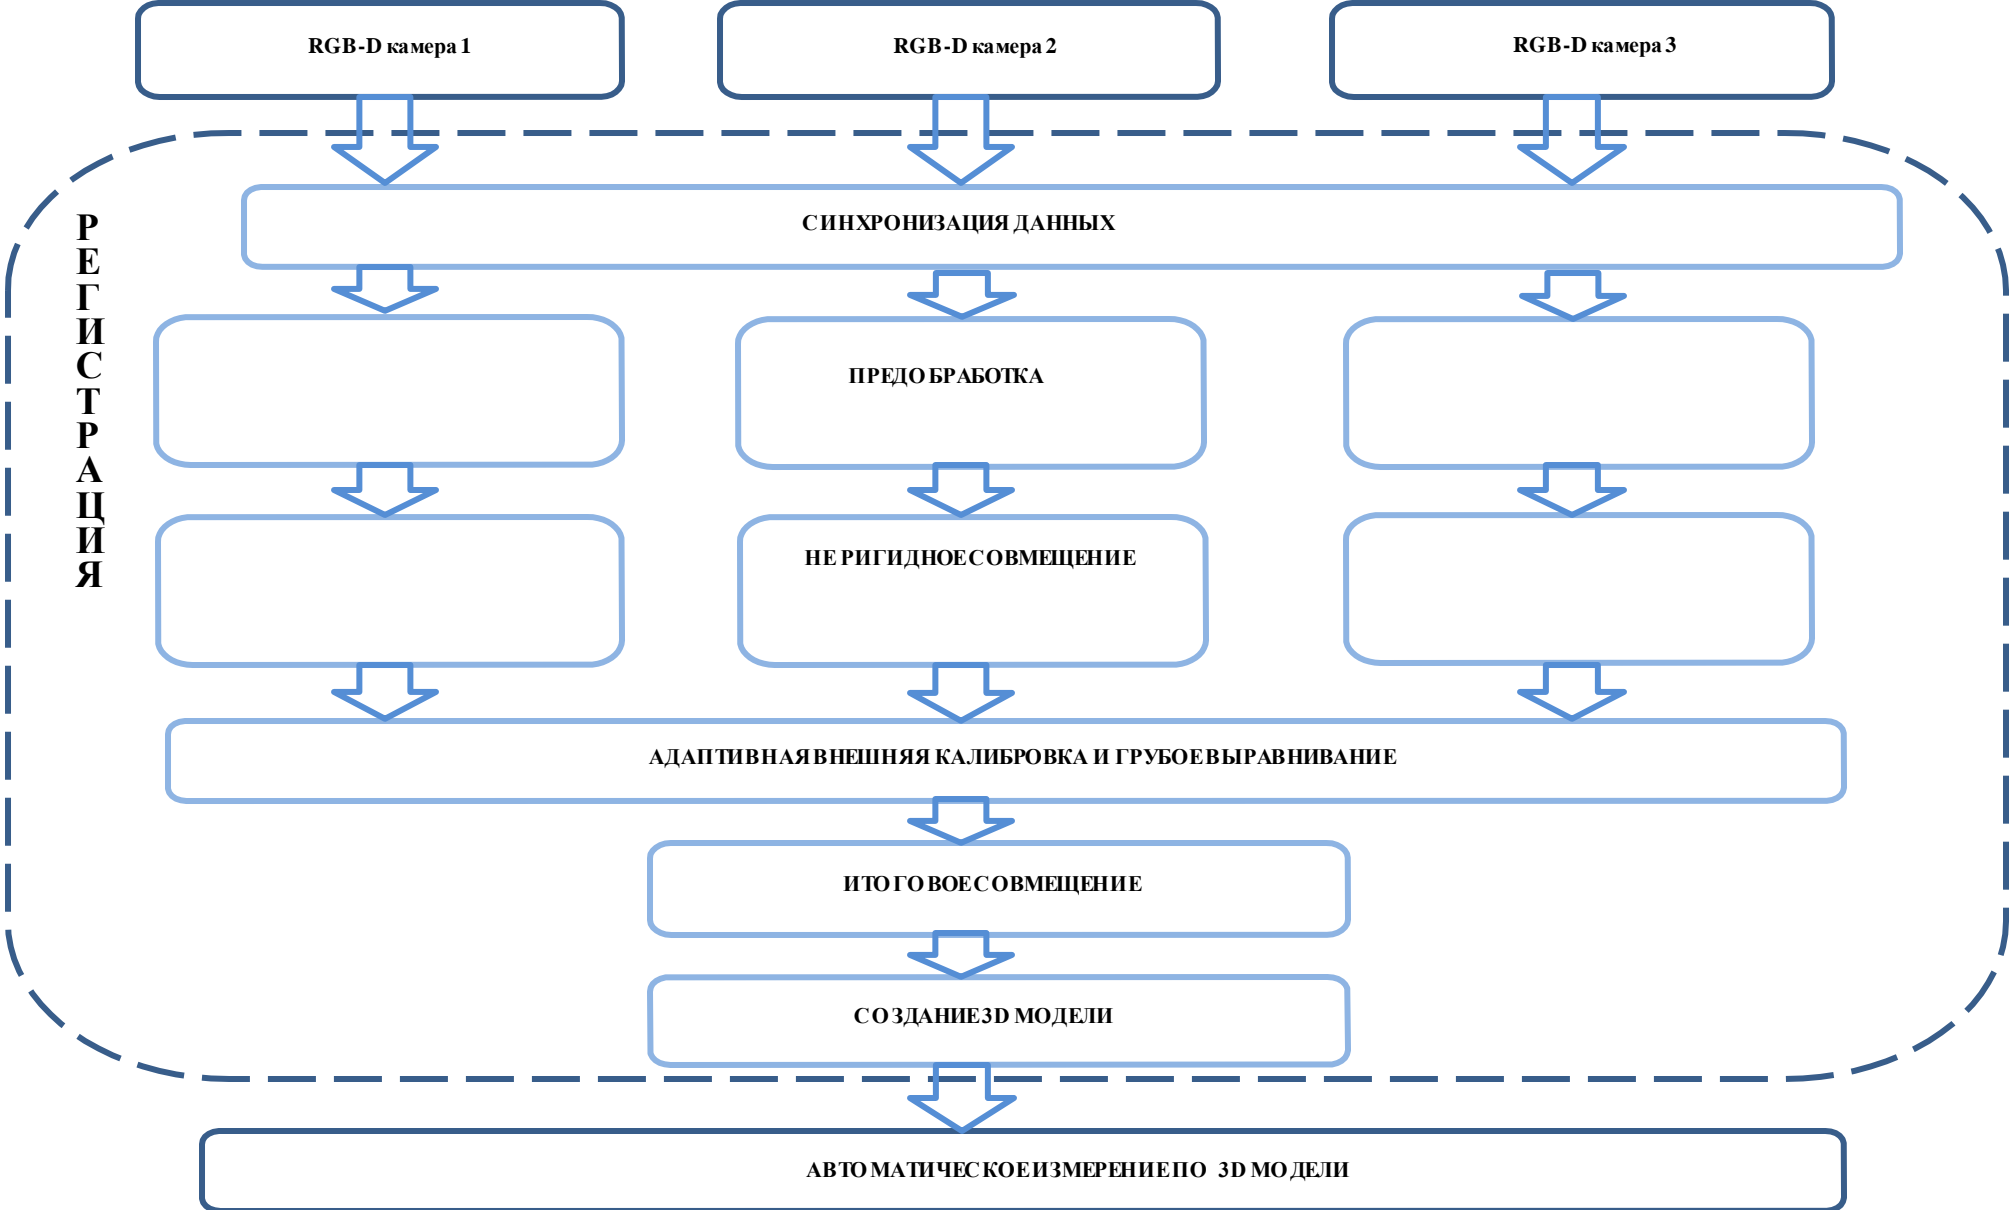 RGB-D камера 1
RGB-D камера 2
RGB-D камера 3
РЕГИСТРАЦИЯ
СИНХРОНИЗАЦИЯ ДАННЫХ
ПРЕДОБРАБОТКА
НЕ РИГИДНОЕ СОВМЕЩЕНИЕ
АДАПТИВНАЯ ВНЕШНЯЯ КАЛИБРОВКА И ГРУБОЕ ВЫРАВНИВАНИЕ
ИТОГОВОЕ СОВМЕЩЕНИЕ
СОЗДАНИЕ 3D МОДЕЛИ
АВТОМАТИЧЕСКОЕ ИЗМЕРЕНИЕ ПО 3D МОДЕЛИ